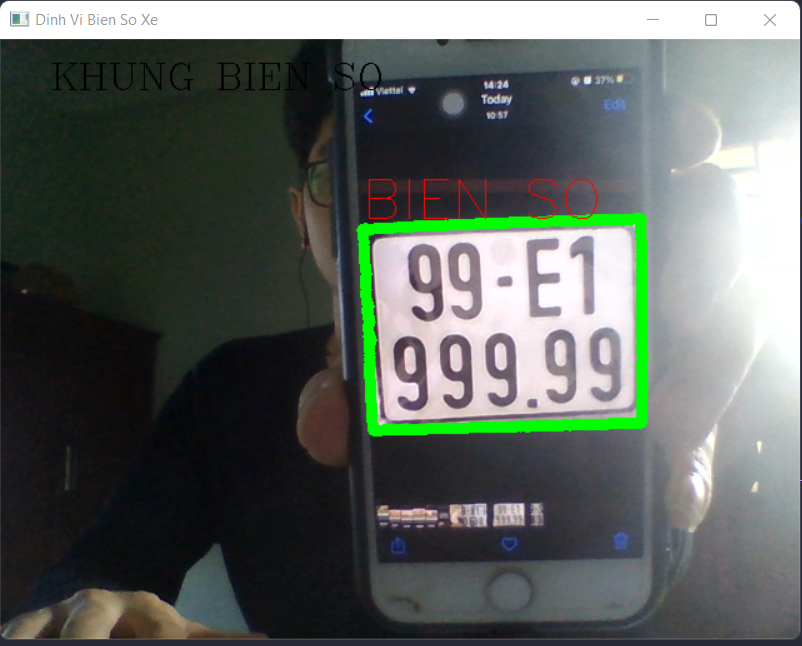 Dinh Vi Bien So Xe
KHUNG BIEN SO
Viettel
14:24
37%
Today
10:57
Edit
BIEN SO
99-E1
999.99